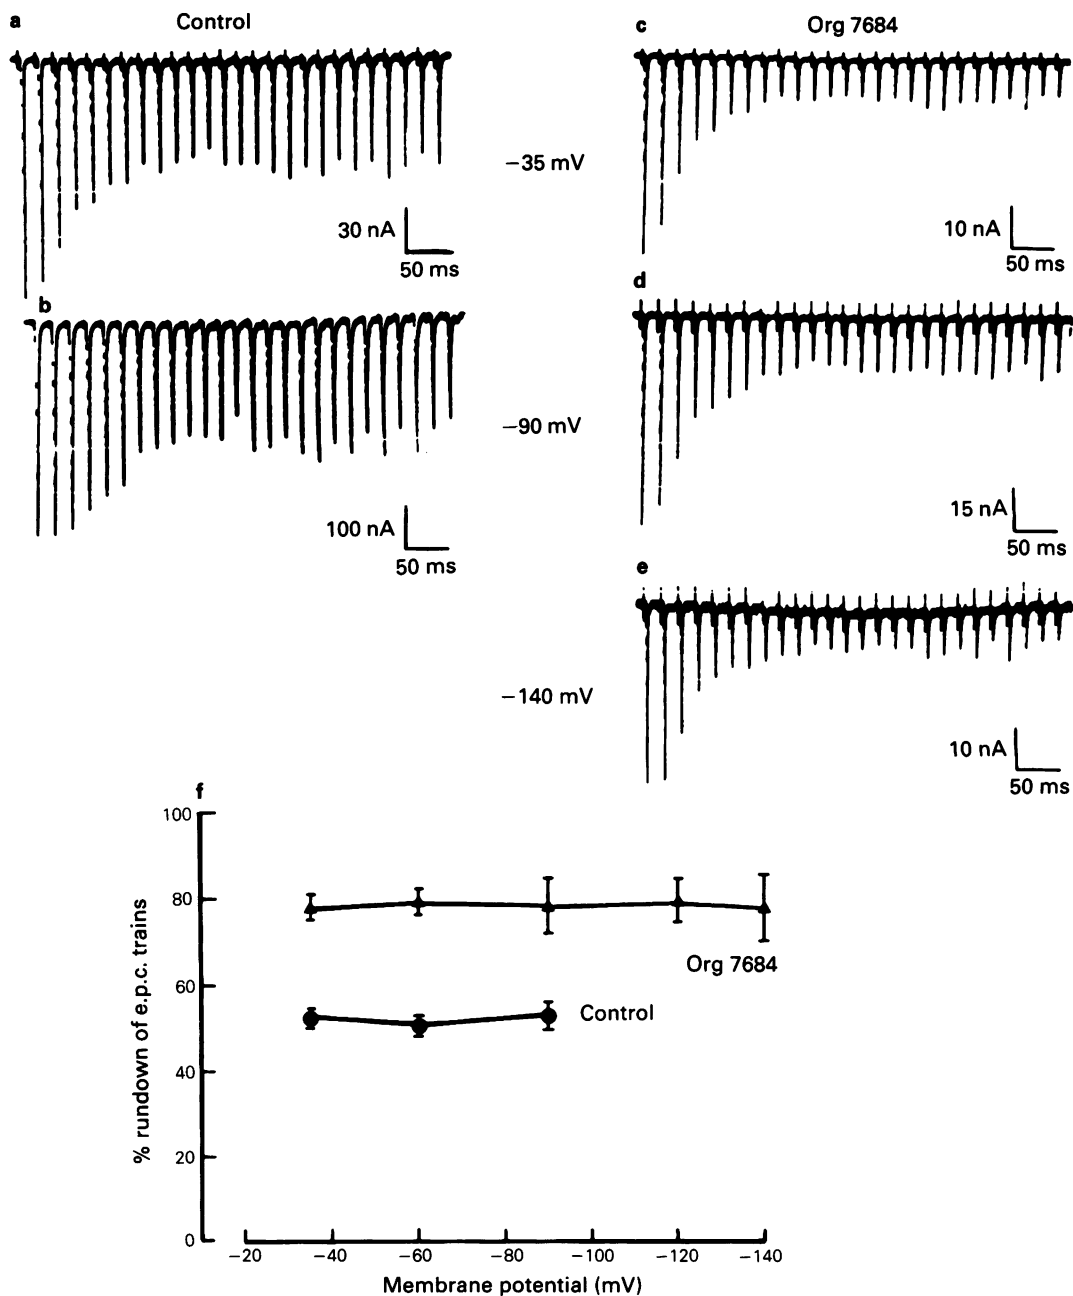 a
Control
30 nA
50 ms
b
100 nA
50 ms
−35 mV
−90 mV
−140 mV
c
Org 7684
10 nA
50 ms
d
15 nA
50 ms
e
10 nA
50 ms
f
% rundown of e.p.c. trains
100
80
60
40
20
0
Org 7684
Control
−20
−40
−60
−80
−100
−120
−140
Membrane potential (mV)